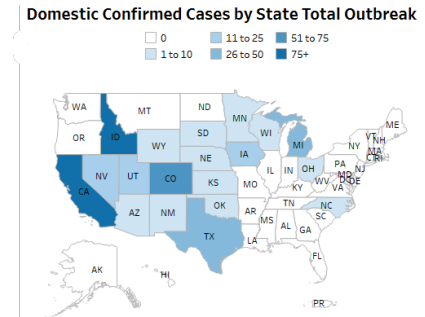 Domestic Confirmed Cases by State Total Outbreak
0 11 to 25 51 to 75
1 to 10 26 to 50 75+
WA MT ND MN ME
OR ID SD WI VT NH
WY MI NY MA
NV UT NE IA PA CT RI
CA CO KS MO IL IN OH NJ
WV MD DE
KY VA
AZ NM OK AR TN NC
SC
TX MS AL GA
LA
AK HI FL
PR